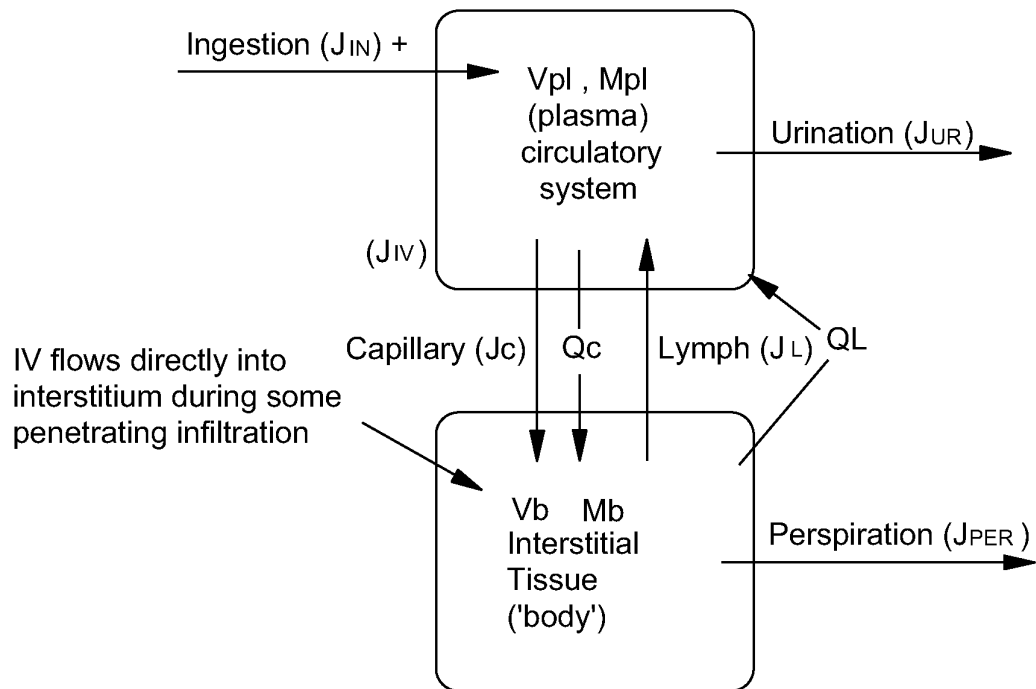 Ingestion (JIN) +
Vpl , Mpl
(plasma)
circulatory
system
Urination (JUR)
(JIV)
Capillary (Jc)
Qc
Lymph (JL)
QL
IV flows directly into
interstitium during some
penetrating infiltration
Vb Mb
Interstitial
Tissue
('body')
Perspiration (JPER )